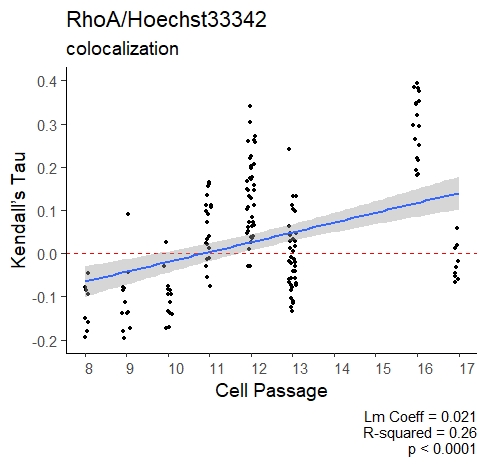 RhoA/Hoechst33342
colocalization
Kendall's Tau
0.4
0.3
0.2
0.1
0.0
-0.1
-0.2
8 9 10 11 12 13 14 15 16 17
Cell Passage
Lm Coeff = 0.021
R-squared = 0.26
p < 0.0001